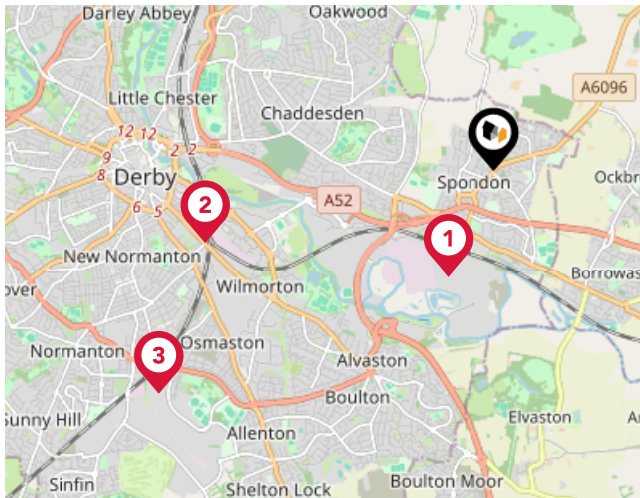 Darley Abbey
Oakwood
A6096
Little Chester
Chaddesden
12 12
2 2
9
8
Derby
Spondon
Ockbr
6 5
2
A52
1
New Normanton
Wilmorton
Borrowas
over
3
Osmaston
Normanton
Alvaston
Boulton
Sunny Hill
Allenton
Elvaston
Ar
Sinfin
Shelton Lock
Boulton Moor